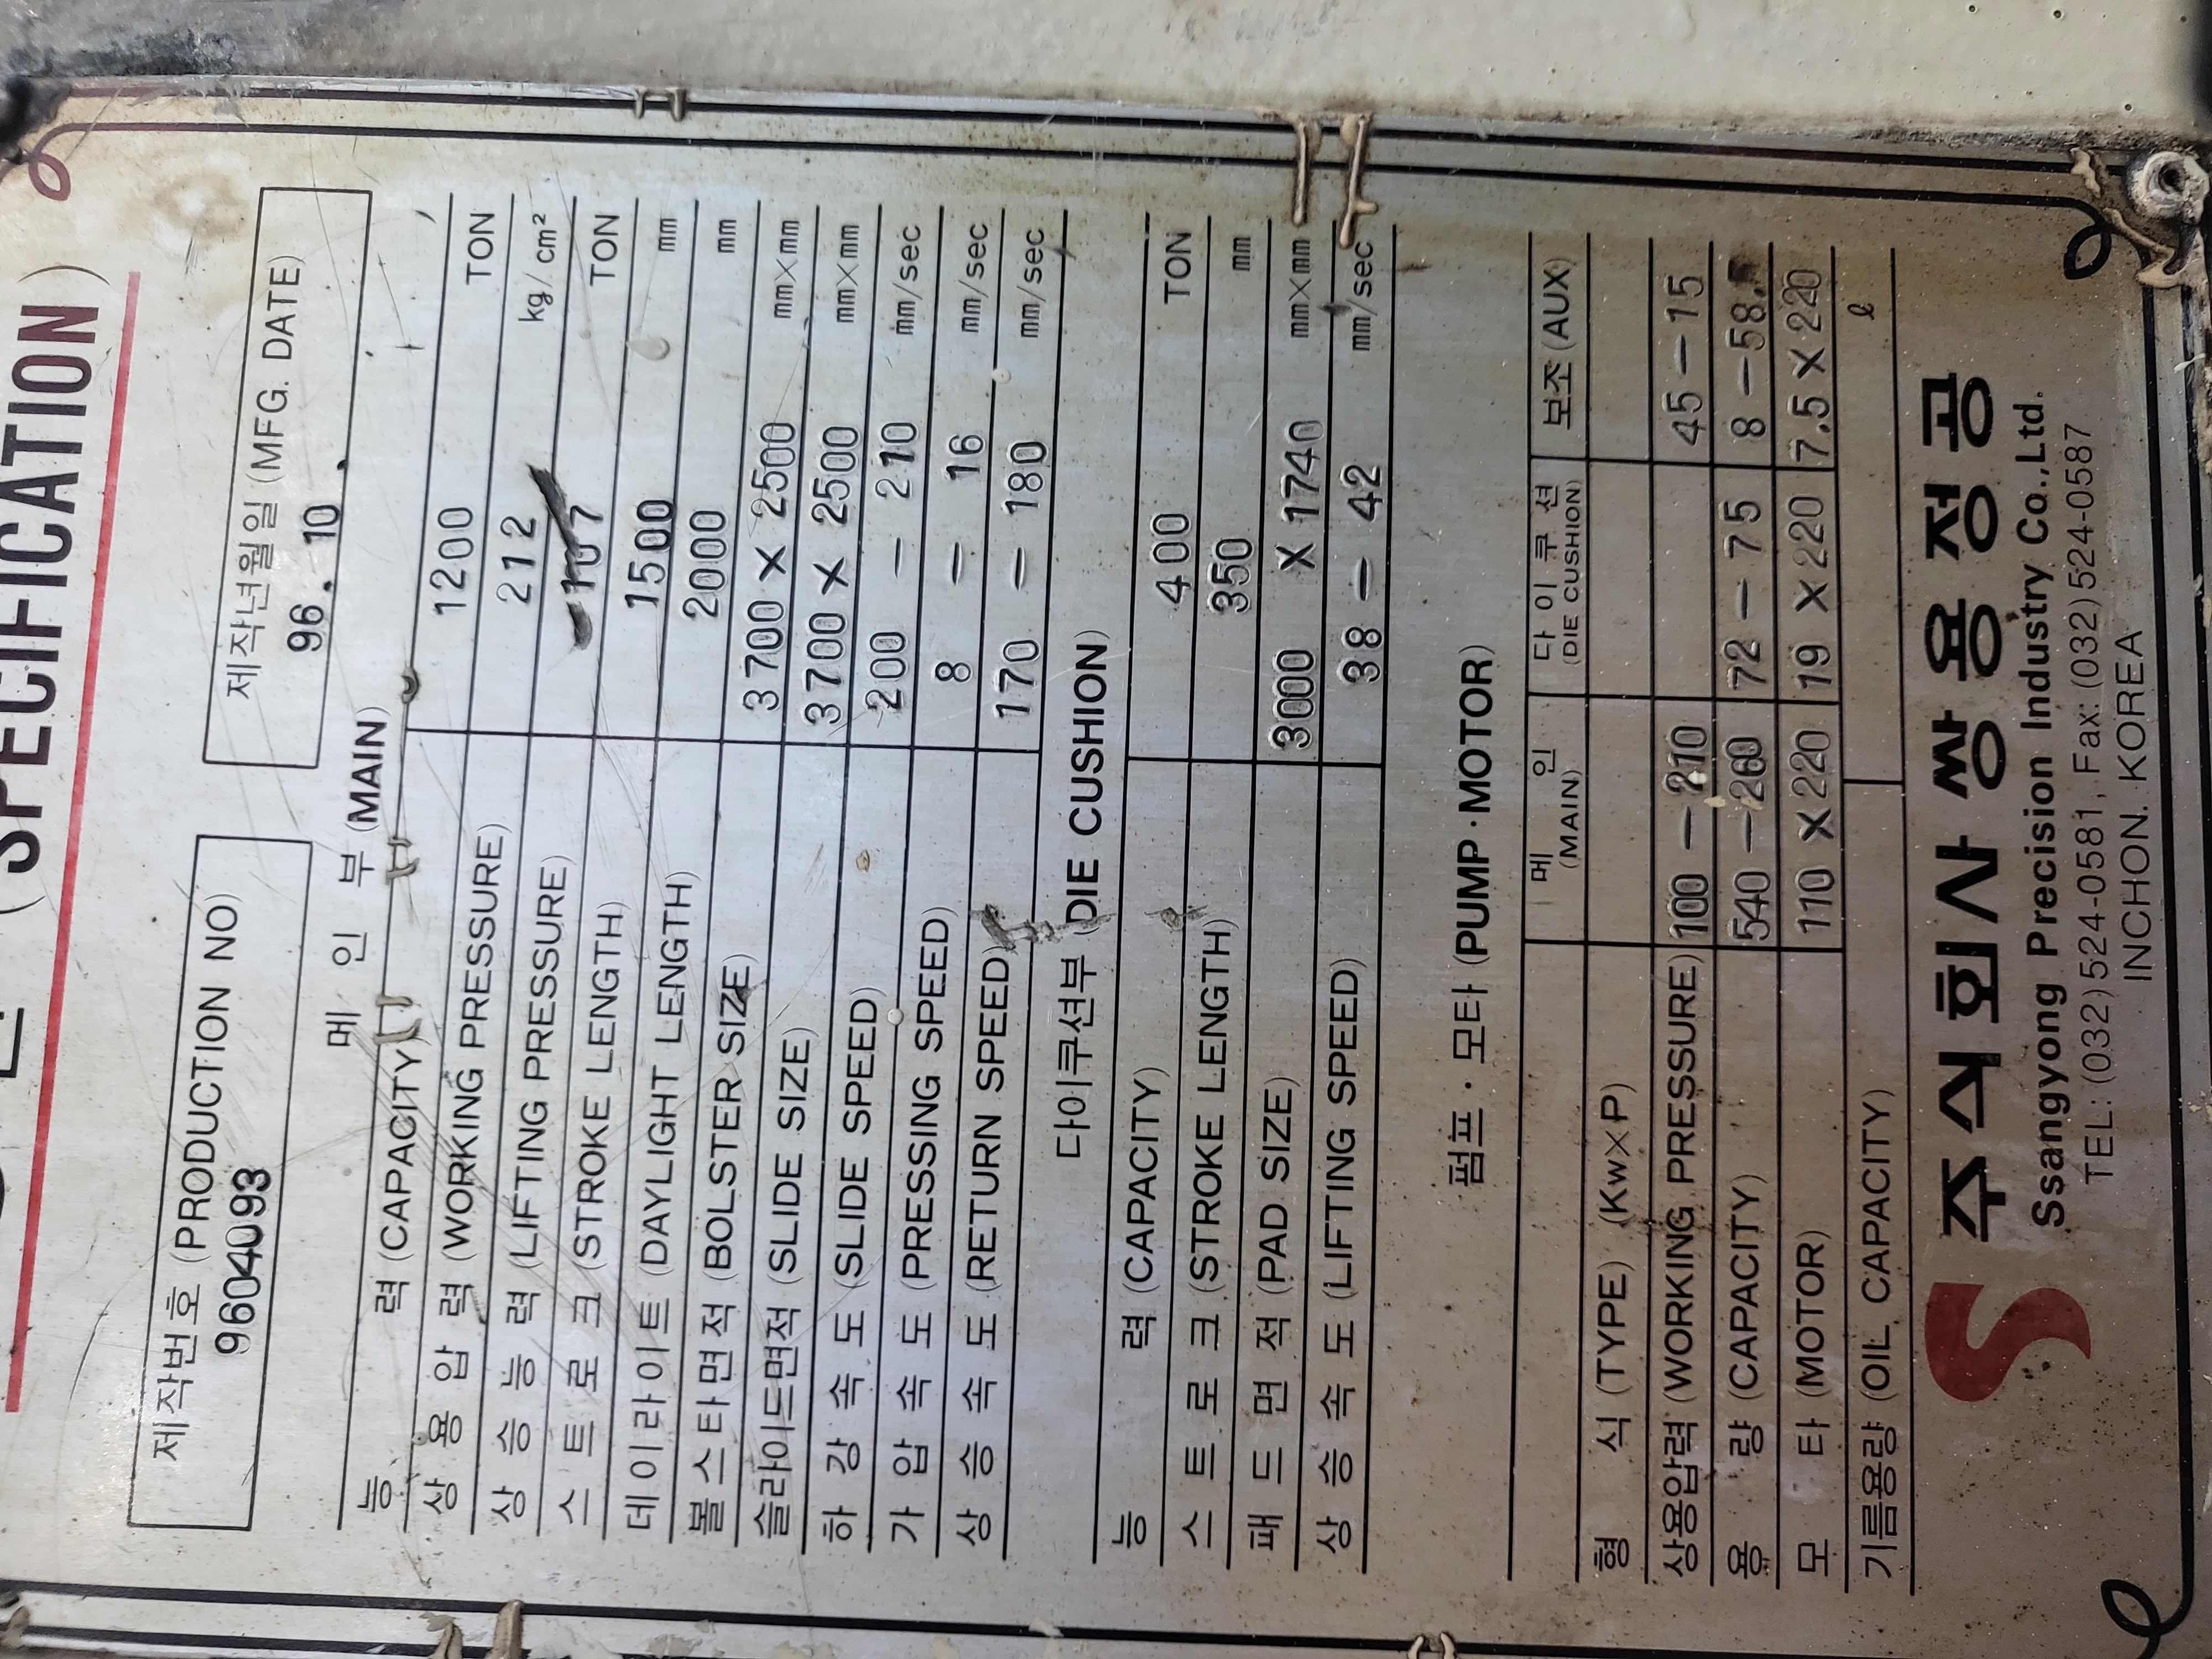 (SPECIFICATION)
제작번호 (PRODUCTION NO)
9604093
제작년월일 (MFG. DATE)
96. 10.
메 인 부 (MAIN)
능 력 (CAPACITY) 1200 TON
상 용 압 력 (WORKING PRESSURE) 212 kg/cm²
상 승 능 력 (LIFTING PRESSURE) 107 TON
스 트 로 크 (STROKE LENGTH) 1500 mm
데 이 라 이 트 (DAYLIGHT LENGTH) 2000 mm
볼 스 타 면 적 (BOLSTER SIZE) 3700 X 2500 mm×mm
슬라이드면적 (SLIDE SIZE) 3700 X 2500 mm×mm
하 강 속 도 (SLIDE SPEED) 200 - 210 mm/sec
가 압 속 도 (PRESSING SPEED) 8 - 16 mm/sec
상 승 속 도 (RETURN SPEED) 170 - 180 mm/sec
다이쿠션부 (DIE CUSHION)
능 력 (CAPACITY) 400 TON
스 트 로 크 (STROKE LENGTH) 350 mm
패 드 면 적 (PAD SIZE) 3000 X 1740 mm×mm
상 승 속 도 (LIFTING SPEED) 38 - 42 mm/sec
펌프 · 모타 (PUMP · MOTOR)
메 인 (MAIN) 다 이 쿠 션 (DIE CUSHION) 보조 (AUX)
형 식 (TYPE) (Kw×P)
상용압력 (WORKING PRESSURE) 100 - 210 45 - 15
용 량 (CAPACITY) 540 - 260 72 - 75 8 - 58.
모 타 (MOTOR) 110 X 220 19 X 220 7.5 X 220
기름용량 (OIL CAPACITY) ℓ
주식회사 쌍용정공
Ssangyong Precision Industry Co.,Ltd.
TEL: (032) 524-0581, Fax: (032) 524-0587
INCHON. KOREA